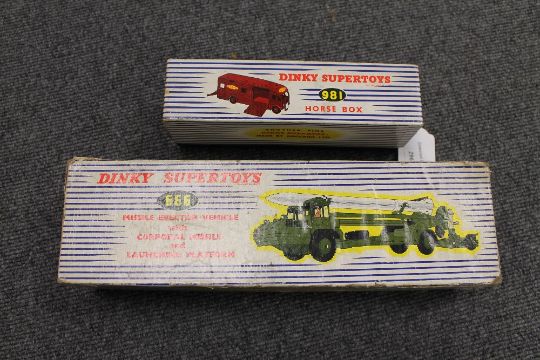 DINKY SUPERTOYS
981
HORSE BOX
DINKY SUPERTOYS
666
MISSILE ERECTOR VEHICLE
with
CORPORAL MISSILE
and
LAUNCHING PLATFORM